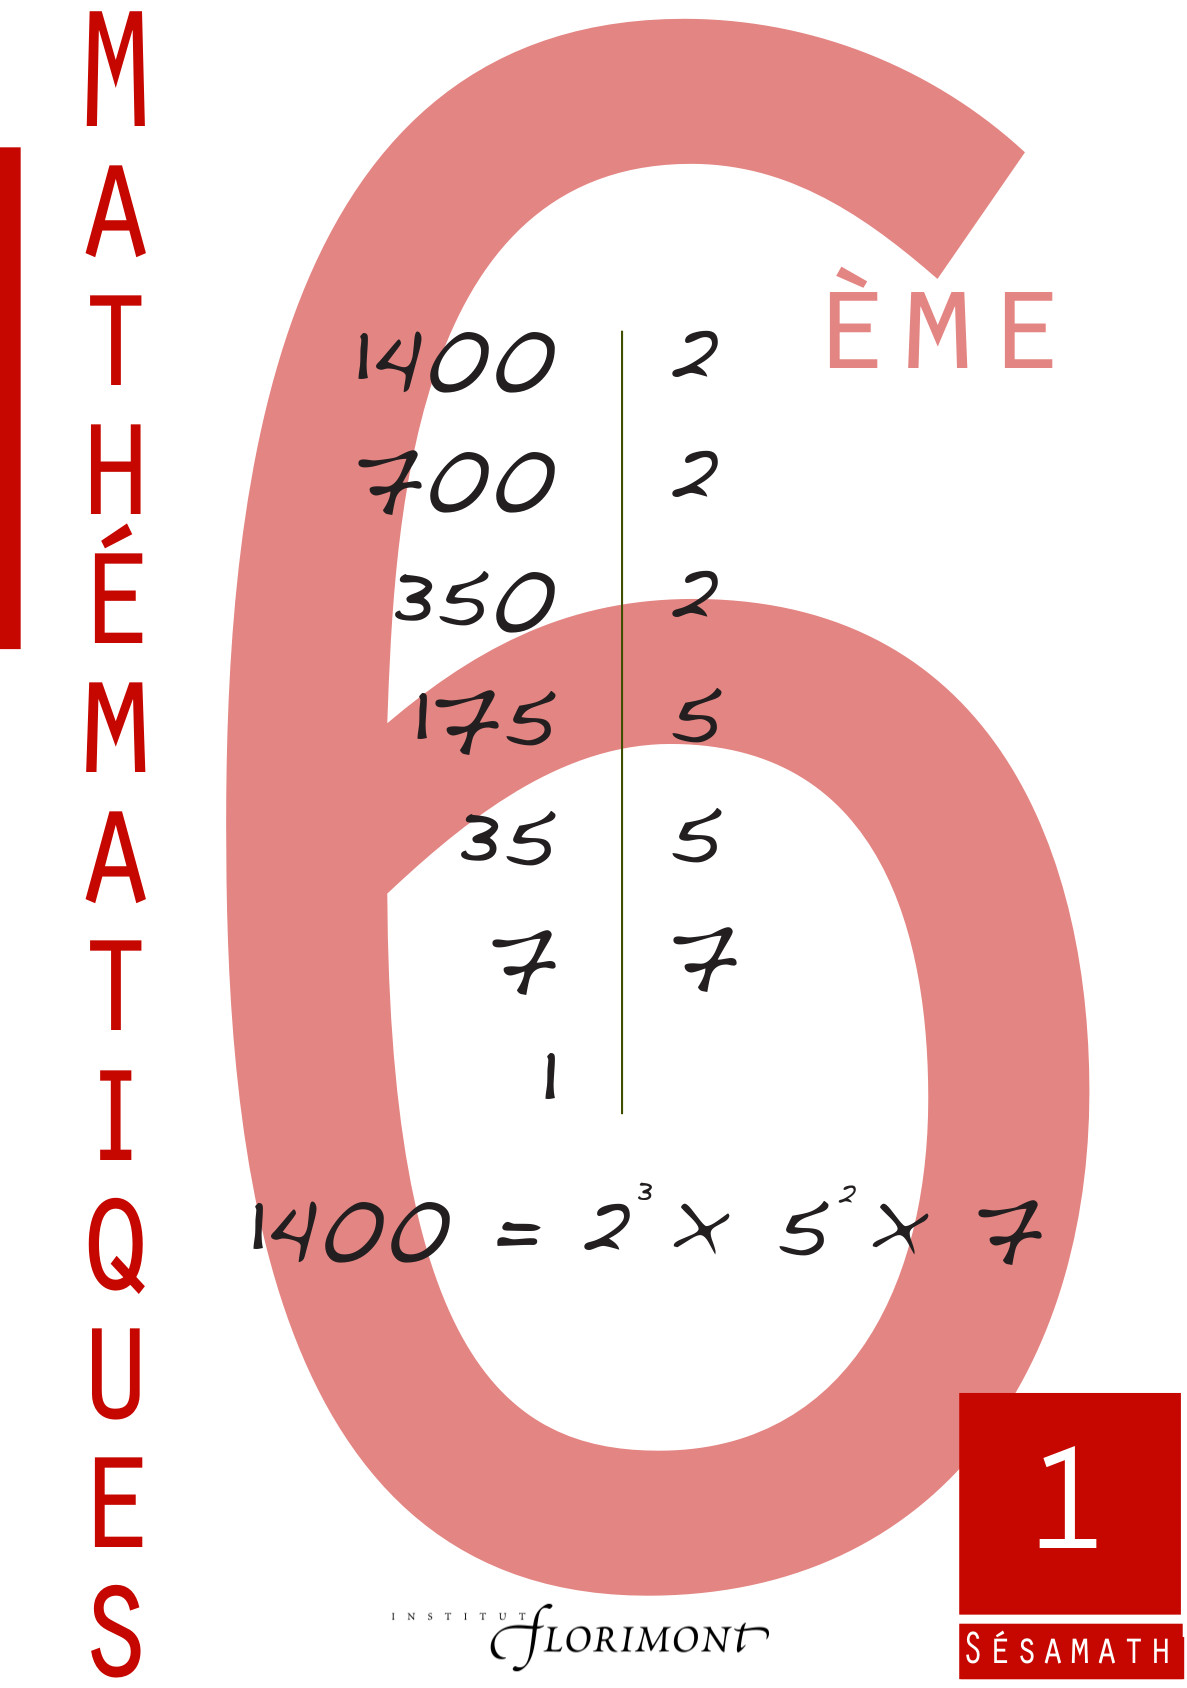 MATHÉMATIQUES
6
ÈME
1400 2
700 2
350 2
175 5
35 5
7 7
1
1400 = 2³ × 5² × 7
1
SÉSAMATH
INSTITUT
FLORIMONT